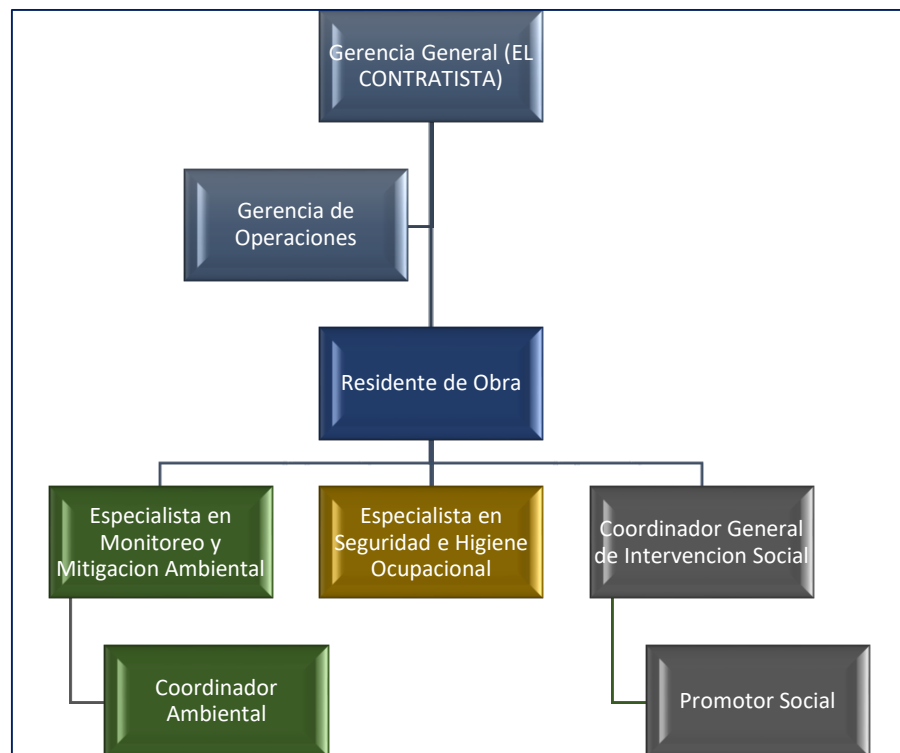 Gerencia General (EL
CONTRATISTA)
Gerencia de
Operaciones
Residente de Obra
Especialista en
Monitoreo y
Mitigacion Ambiental
Especialista en
Seguridad e Higiene
Ocupacional
Coordinador General
de Intervencion Social
Coordinador
Ambiental
Promotor Social